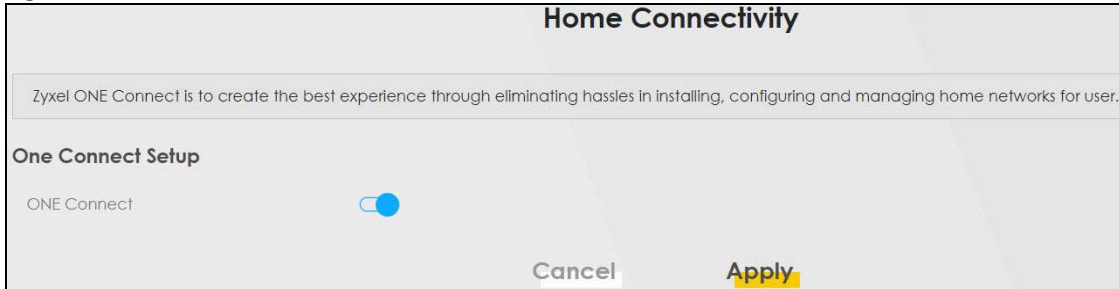 Home Connectivity
Zyxel ONE Connect is to create the best experience through eliminating hassles in installing, configuring and managing home networks for user.
One Connect Setup
ONE Connect
Cancel Apply